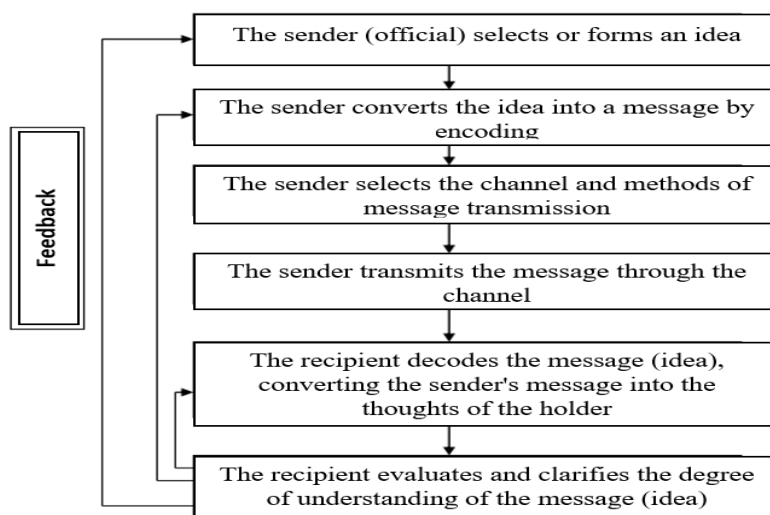 The sender (official) selects or forms an idea
The sender converts the idea into a message by
encoding
The sender selects the channel and methods of
message transmission
Feedback
The sender transmits the message through the
channel
The recipient decodes the message (idea),
converting the sender's message into the
thoughts of the holder
The recipient evaluates and clarifies the degree
of understanding of the message (idea)